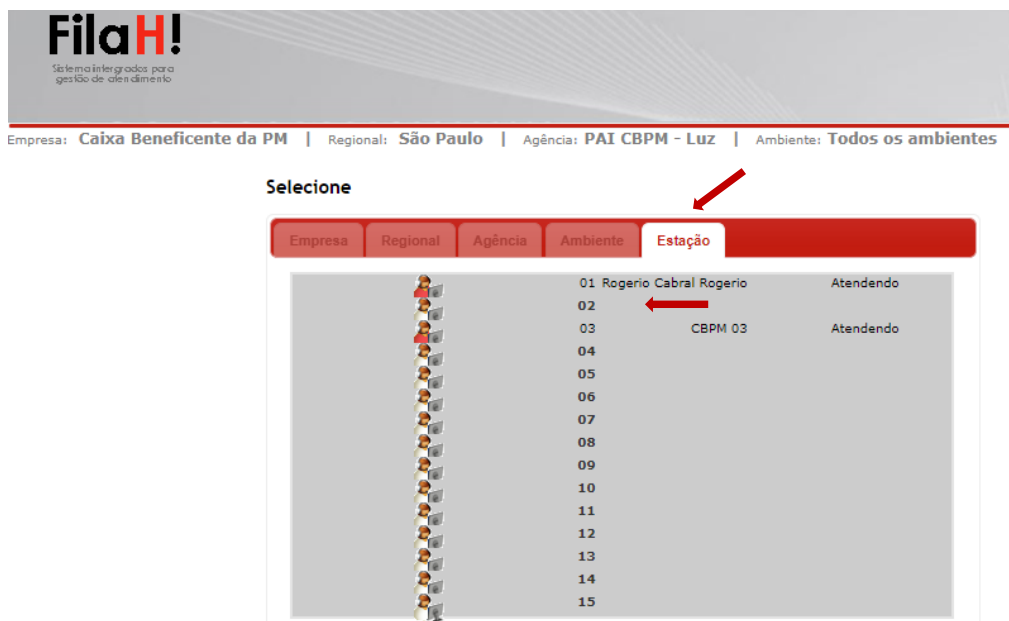 FilaH!
Sistema intergrados para
gestão de atendimento
Empresa: Caixa Beneficente da PM | Regional: São Paulo | Agência: PAI CBPM - Luz | Ambiente: Todos os ambientes
Selecione
Empresa Regional Agência Ambiente Estação
01 Rogerio Cabral Rogerio Atendendo
02
03 CBPM 03 Atendendo
04
05
06
07
08
09
10
11
12
13
14
15